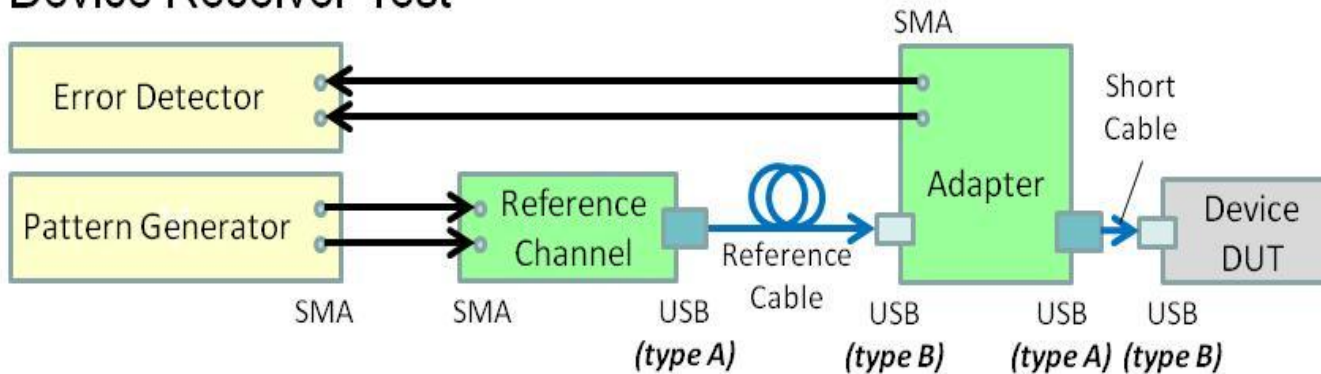 Device Receiver Test
SMA
Error Detector
Short
Cable
Adapter
Pattern Generator
Reference
Channel
Device
DUT
Reference
Cable
SMA
SMA
USB
(type A)
USB
(type B)
USB
(type A)
USB
(type B)